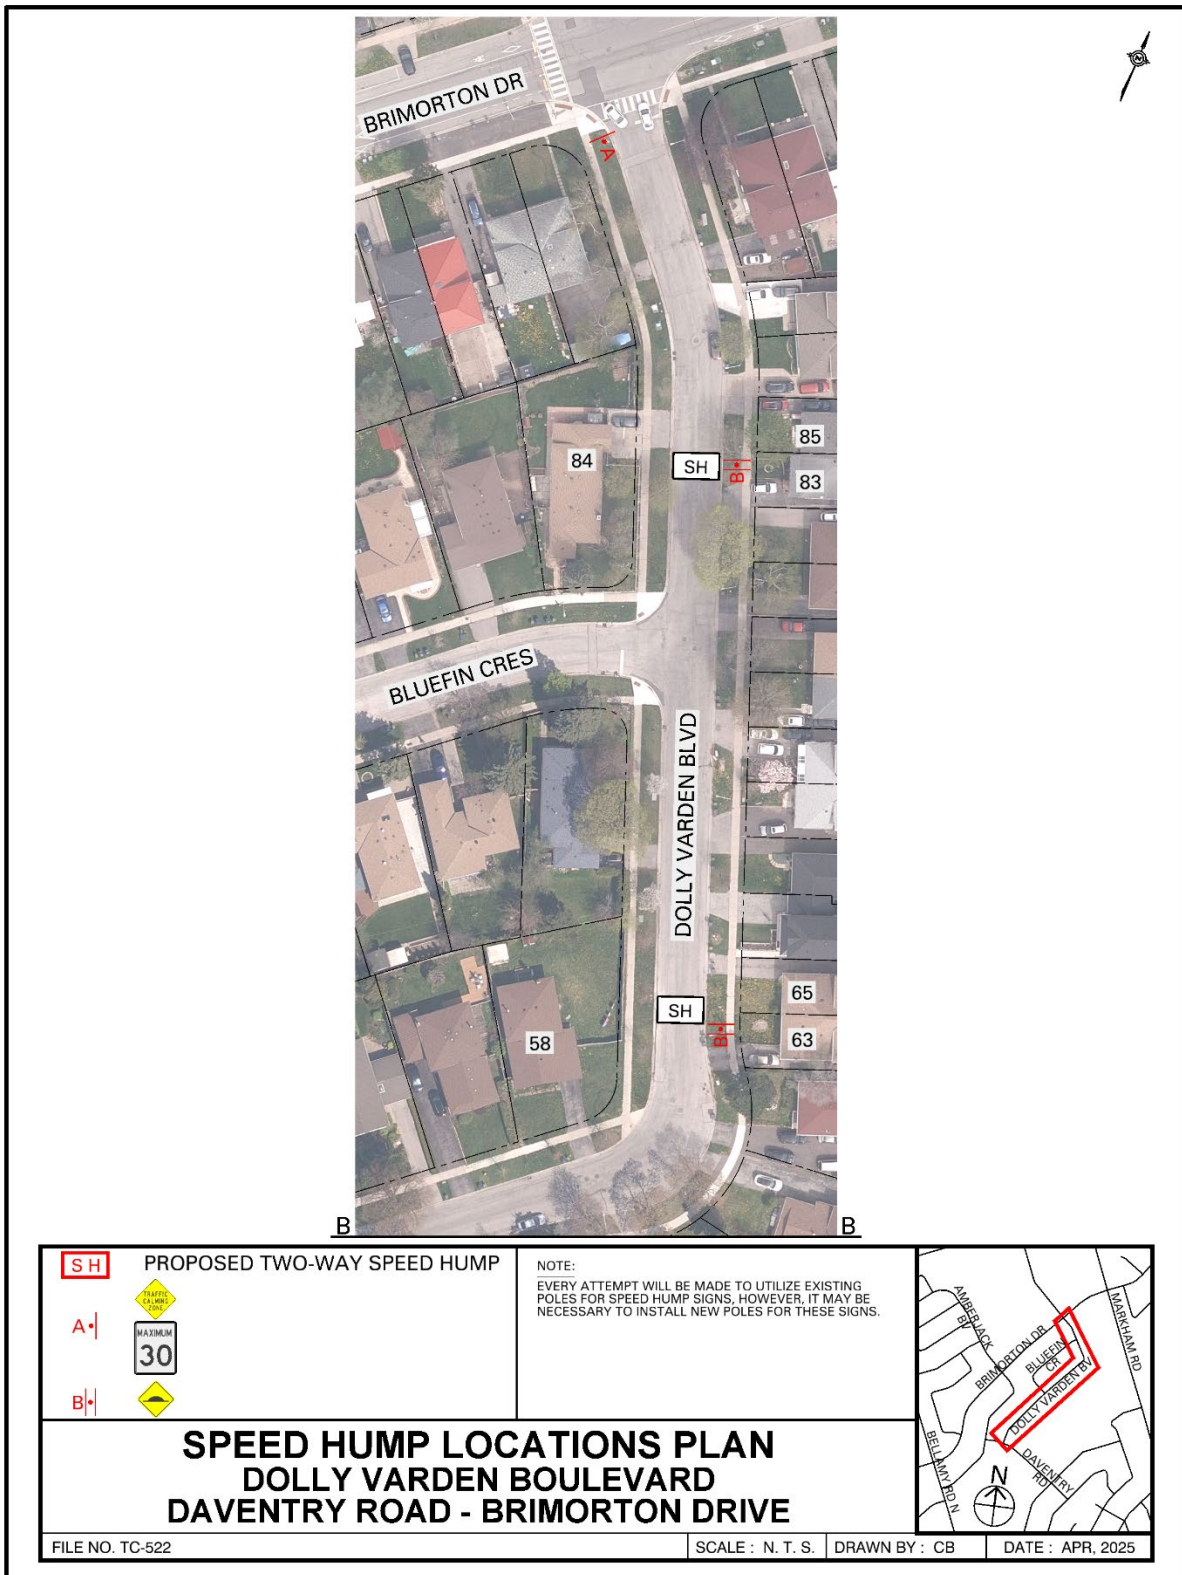 BRIMORTON DR
A
85
84
SH
B
83
BLUEFIN CRES
DOLLY VARDEN BLVD
65
SH
B
58
63
B
B
SH
PROPOSED TWO-WAY SPEED HUMP
A
TRAFFIC
CALMING
ZONE
MAXIMUM
30
B
NOTE:
EVERY ATTEMPT WILL BE MADE TO UTILIZE EXISTING
POLES FOR SPEED HUMP SIGNS, HOWEVER, IT MAY BE
NECESSARY TO INSTALL NEW POLES FOR THESE SIGNS.
AMBERJACK
BV
BRIMORTON DR
BLUEFIN
CR
MARKHAM RD
DOLLY VARDEN BV
BELLAMY RD N
DAVENTRY
RD
N
SPEED HUMP LOCATIONS PLAN
DOLLY VARDEN BOULEVARD
DAVENTRY ROAD - BRIMORTON DRIVE
FILE NO. TC-522
SCALE : N. T. S.
DRAWN BY : CB
DATE : APR, 2025